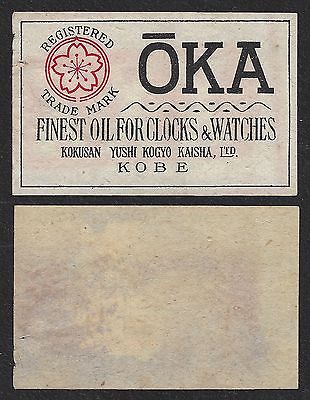 REGISTERED
TRADE MARK
ŌKA
FINEST OIL FOR CLOCKS & WATCHES
KOKUSAN YUSHI KOGYO KAISHA, LTD.
KOBE